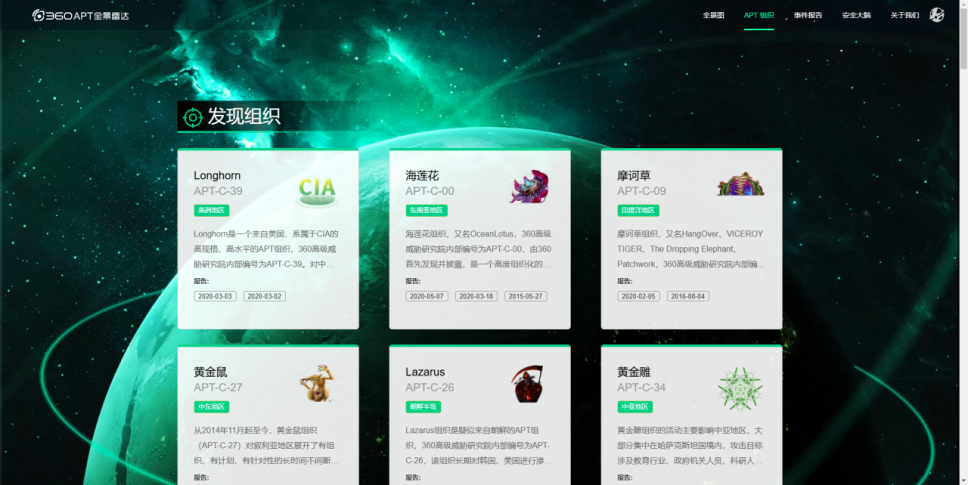 360APT全景雷达
全景图 APT 组织 事件报告 安全大脑 关于我们
发现组织
Longhorn
APT-C-39
CIA
美洲地区
Longhorn是一个来自美国，系属于CIA的
高规格、高水平的APT组织，360高级威
胁研究院内部编号为APT-C-39。对中...
报告:
2020-03-03 2020-03-02
海莲花
APT-C-00
东南亚地区
海莲花组织，又名OceanLotus，360高级
威胁研究院内部编号为APT-C-00，由360
首先发现并披露，是一个高度组织化的...
报告:
2020-05-07 2020-03-18 2015-05-27
摩诃草
APT-C-09
印度洋地区
摩诃草组织，又名HangOver、VICEROY
TIGER、The Dropping Elephant、
Patchwork，360高级威胁研究院内部编...
报告:
2020-02-05 2016-08-04
黄金鼠
APT-C-27
中东地区
从2014年11月起至今，黄金鼠组织
（APT-C-27）对叙利亚地区展开了有组
织、有计划、有针对性的长时间不间断...
报告:
Lazarus
APT-C-26
朝鲜半岛
Lazarus组织是疑似来自朝鲜的APT组
织，360高级威胁研究院内部编号为APT-
C-26，该组织长期对韩国、美国进行渗...
报告:
黄金雕
APT-C-34
中亚地区
黄金雕组织的活动主要影响中亚地区，大
部分集中在哈萨克斯坦国境内，攻击目标
涉及教育行业、政府机关人员、科研人...
报告: